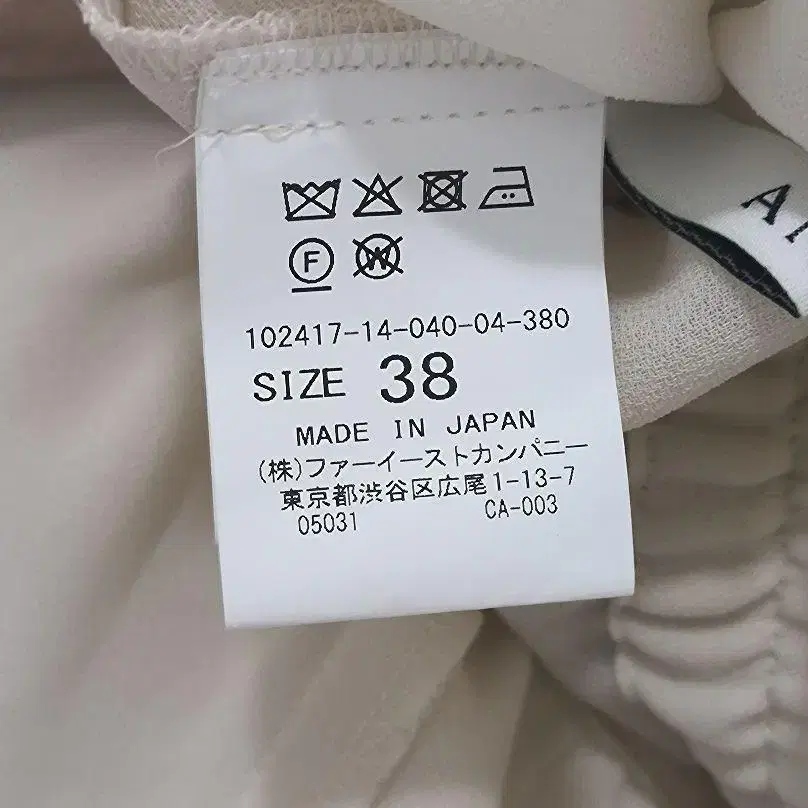 F
W
102417-14-040-04-380
SIZE 38
MADE IN JAPAN
(株)ファーイーストカンパニー
東京都渋谷区広尾1-13-7
05031 CA-003